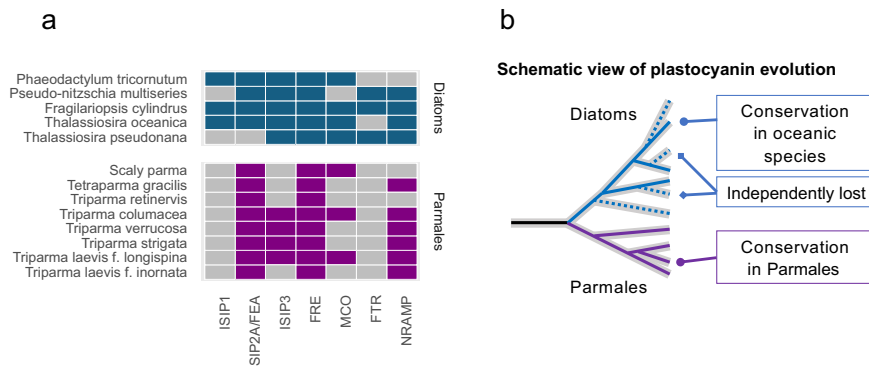 a
Phaeodactylum tricornutum
Pseudo-nitzschia multiseries
Fragilariopsis cylindrus
Thalassiosira oceanica
Thalassiosira pseudonana
Diatoms
Scaly parma
Tetraparma gracilis
Triparma retinervis
Triparma columacea
Triparma verrucosa
Triparma strigata
Triparma laevis f. longispina
Triparma laevis f. inornata
Parmales
ISIP1
SIP2A/FEA
ISIP3
FRE
MCO
FTR
NRAMP
b
Schematic view of plastocyanin evolution
Diatoms
Conservation
in oceanic
species
Independently lost
Conservation
in Parmales
Parmales